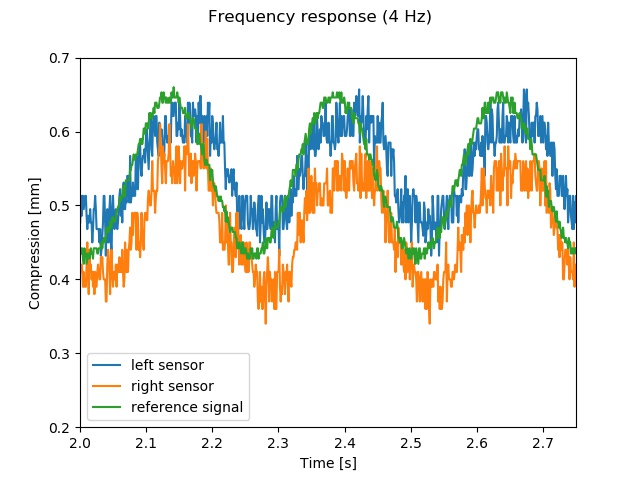 Frequency response (4 Hz)
0.7
0.6
0.5
0.4
0.3
0.2
Compression [mm]
left sensor
right sensor
reference signal
2.0 2.1 2.2 2.3 2.4 2.5 2.6 2.7
Time [s]